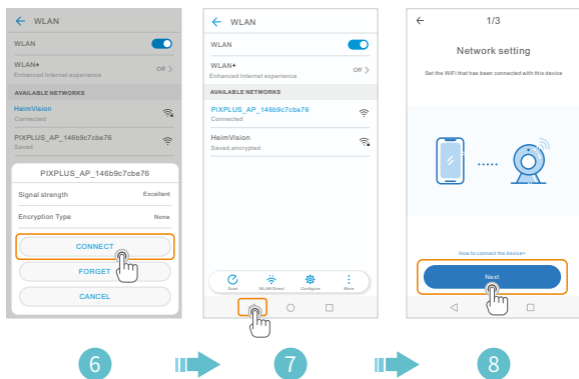 WLAN
WLAN
WLAN+
Enhanced internet experience
Off
AVAILABLE NETWORKS
HeimVision
Connected
PIXPLUS_AP_146b9c7cbe76
Saved
PIXPLUS_AP_146b9c7cbe76
Signal strength
Excellent
Encryption Type
None
CONNECT
FORGET
CANCEL
6
WLAN
WLAN
WLAN+
Enhanced internet experience
Off
AVAILABLE NETWORKS
PIXPLUS_AP_146b9c7cbe76
Connected
HeimVision
Saved,encrypted
Scan
WLAN Direct
Configure
More
7
1/3
Network setting
Set the WiFi that has been connected with this device
How to connect the device>
Next
8